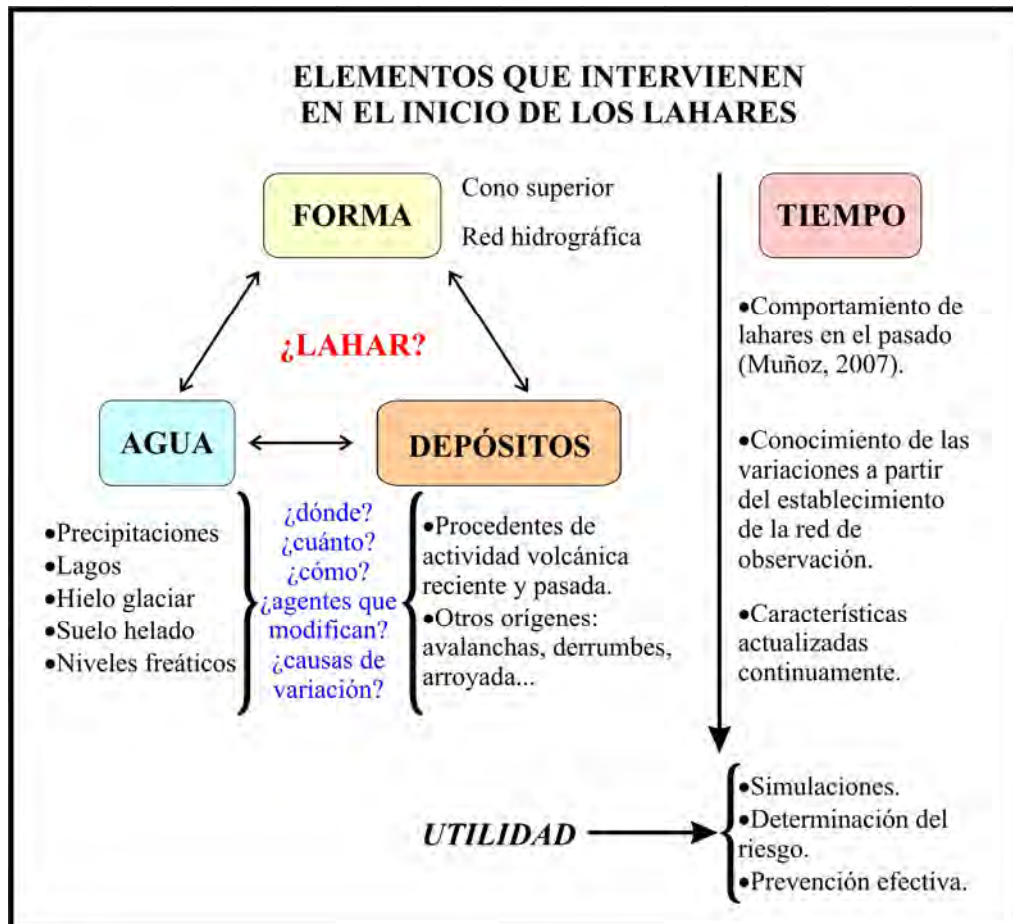 ELEMENTOS QUE INTERVIENEN
EN EL INICIO DE LOS LAHARES
FORMA
Cono superior
Red hidrográfica
¿LAHAR?
AGUA
DEPÓSITOS
•Precipitaciones
•Lagos
•Hielo glaciar
•Suelo helado
•Niveles freáticos
¿dónde?
¿cuánto?
¿cómo?
¿agentes que
modifican?
¿causas de
variación?
•Procedentes de
actividad volcánica
reciente y pasada.
•Otros orígenes:
avalanchas, derrumbes,
arroyada...
TIEMPO
•Comportamiento de
lahares en el pasado
(Muñoz, 2007).
•Conocimiento de las
variaciones a partir
del establecimiento
de la red de
observación.
•Características
actualizadas
continuamente.
UTILIDAD
•Simulaciones.
•Determinación del
riesgo.
•Prevención efectiva.